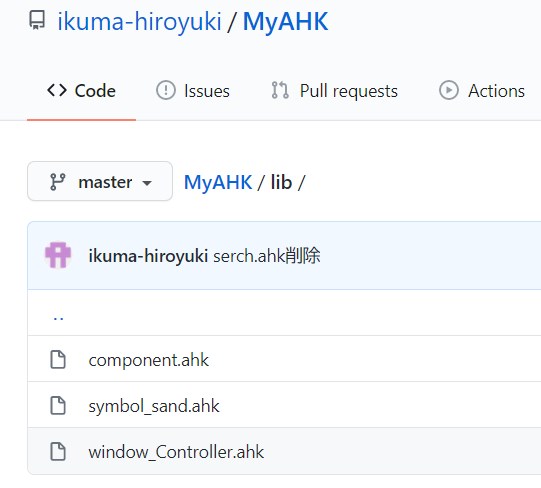 ikuma-hiroyuki / MyAHK
Code Issues Pull requests Actions
master MyAHK / lib /
ikuma-hiroyuki serch.ahk削除
..
component.ahk
symbol_sand.ahk
window_Controller.ahk